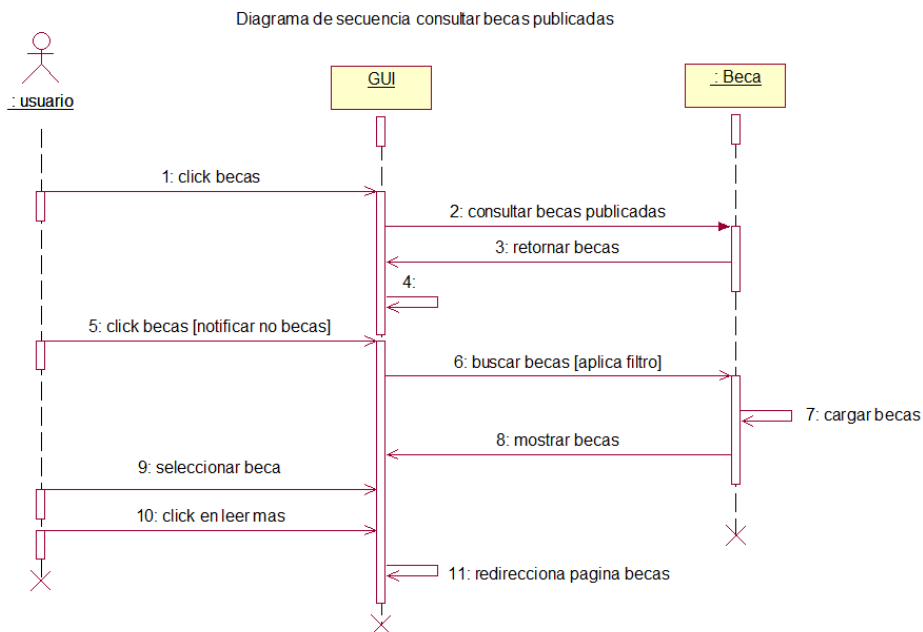 Diagrama de secuencia consultar becas publicadas
: usuario
GUI
: Beca
1: click becas
2: consultar becas publicadas
3: retornar becas
4:
5: click becas [notificar no becas]
6: buscar becas [aplica filtro]
7: cargar becas
8: mostrar becas
9: seleccionar beca
10: click en leer mas
11: redirecciona pagina becas